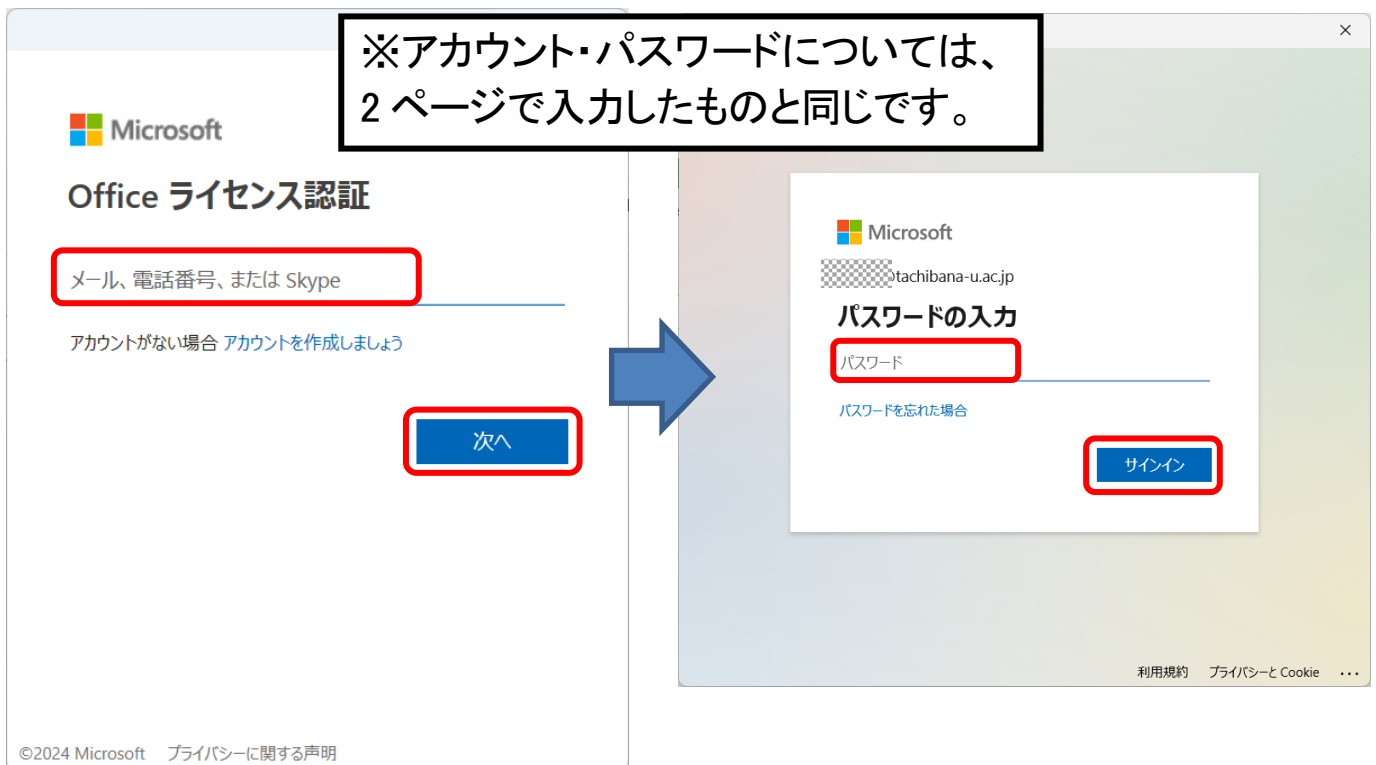 ※アカウント・パスワードについては、
2 ページで入力したものと同じです。
Microsoft
Office ライセンス認証
メール、電話番号、または Skype
アカウントがない場合 アカウントを作成しましょう
次へ
©2024 Microsoft プライバシーに関する声明
Microsoft
tachibana-u.ac.jp
パスワードの入力
パスワード
パスワードを忘れた場合
サインイン
利用規約 プライバシーと Cookie ...